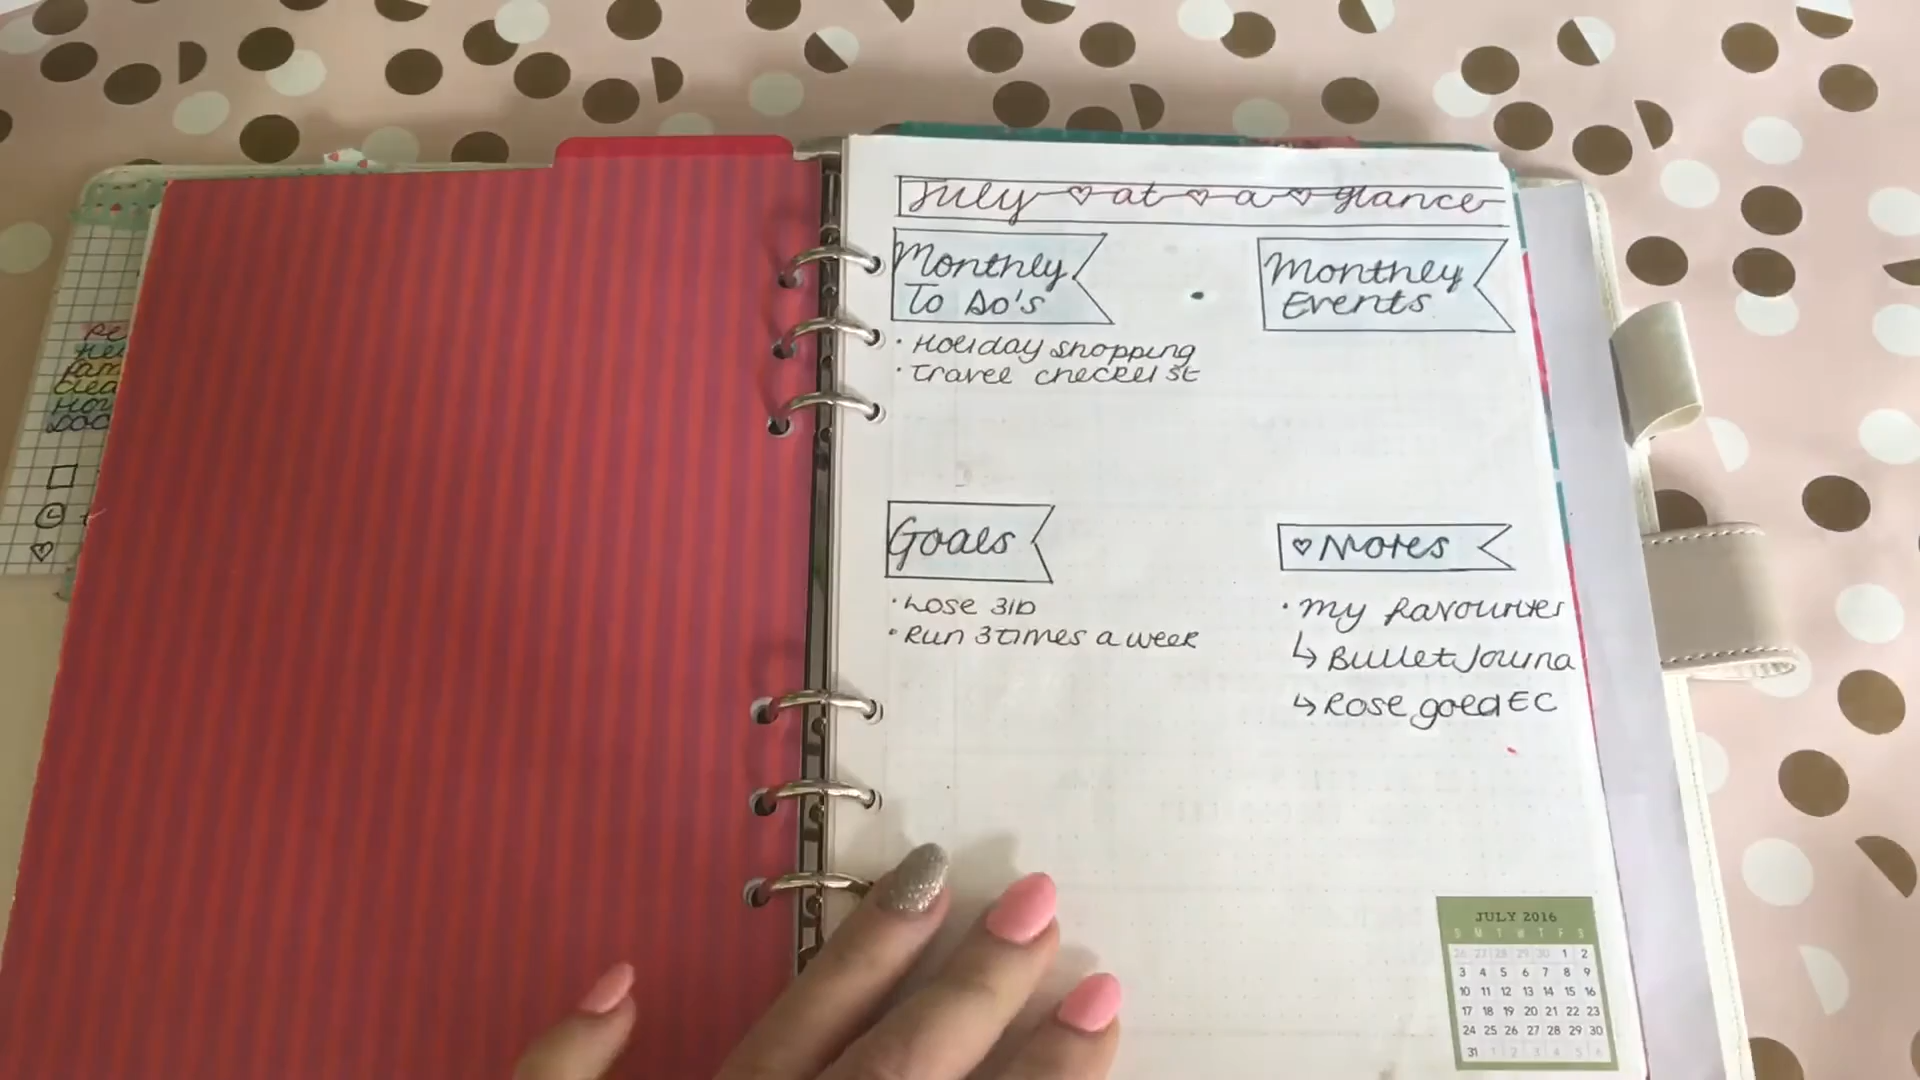 July ♡ at ♡ a ♡ glance
Monthly
To Do's
· Holiday shopping
· Travel checklist
Monthly
Events
Goals
· Lose 3lb
· Run 3 times a week
♡ Notes
· My favourites
↳ Bullet Journa
↳ Rose gold EC
JULY 2016
S M T W T F S
26 27 28 29 30 1 2
3 4 5 6 7 8 9
10 11 12 13 14 15 16
17 18 19 20 21 22 23
24 25 26 27 28 29 30
31 1 2 3 4 5 6